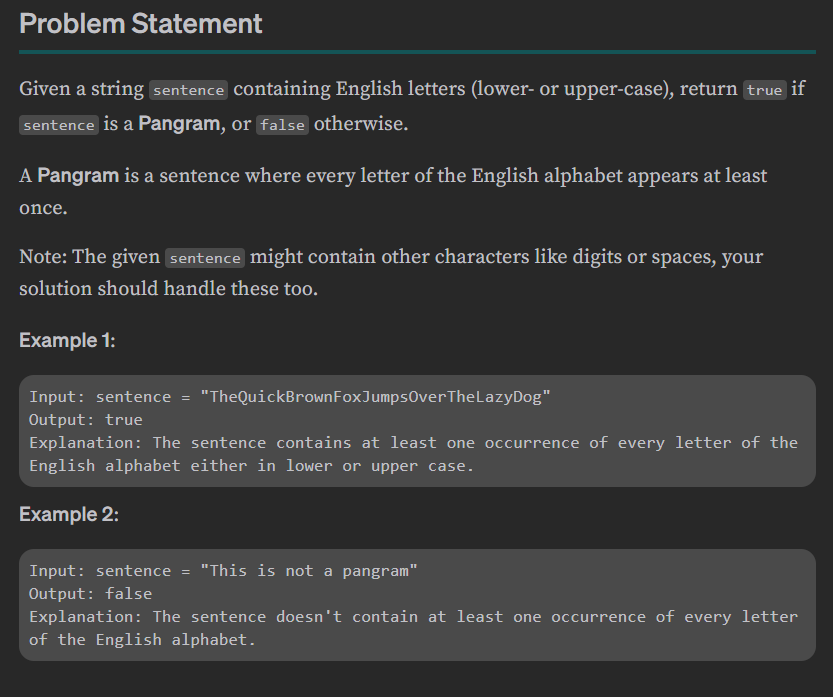 Problem Statement
Given a string sentence containing English letters (lower- or upper-case), return true if
sentence is a Pangram, or false otherwise.
A Pangram is a sentence where every letter of the English alphabet appears at least
once.
Note: The given sentence might contain other characters like digits or spaces, your
solution should handle these too.
Example 1:
Input: sentence = "TheQuickBrownFoxJumpsOverTheLazyDog"
Output: true
Explanation: The sentence contains at least one occurrence of every letter of the
English alphabet either in lower or upper case.
Example 2:
Input: sentence = "This is not a pangram"
Output: false
Explanation: The sentence doesn't contain at least one occurrence of every letter
of the English alphabet.